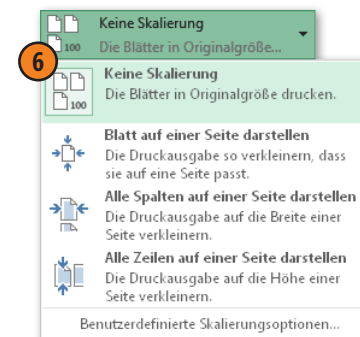 Keine Skalierung
100 Die Blätter in Originalgröße...
6
Keine Skalierung
100 Die Blätter in Originalgröße drucken.
Blatt auf einer Seite darstellen
Die Druckausgabe so verkleinern, dass
sie auf eine Seite passt.
Alle Spalten auf einer Seite darstellen
Die Druckausgabe auf die Breite einer
Seite verkleinern.
Alle Zeilen auf einer Seite darstellen
Die Druckausgabe auf die Höhe einer
Seite verkleinern.
Benutzerdefinierte Skalierungsoptionen...